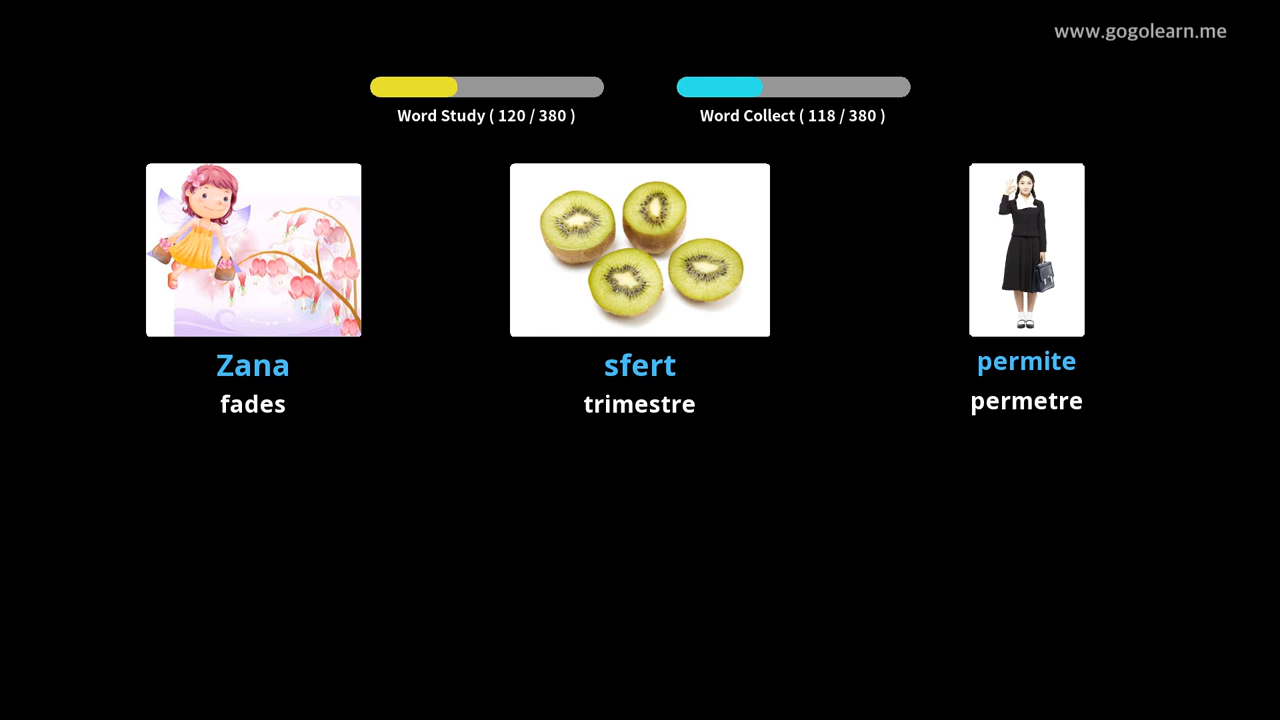 www.gogolearn.me
Word Study ( 120 / 380 )
Word Collect ( 118 / 380 )
Zana
fades
sfert
trimestre
permite
permetre